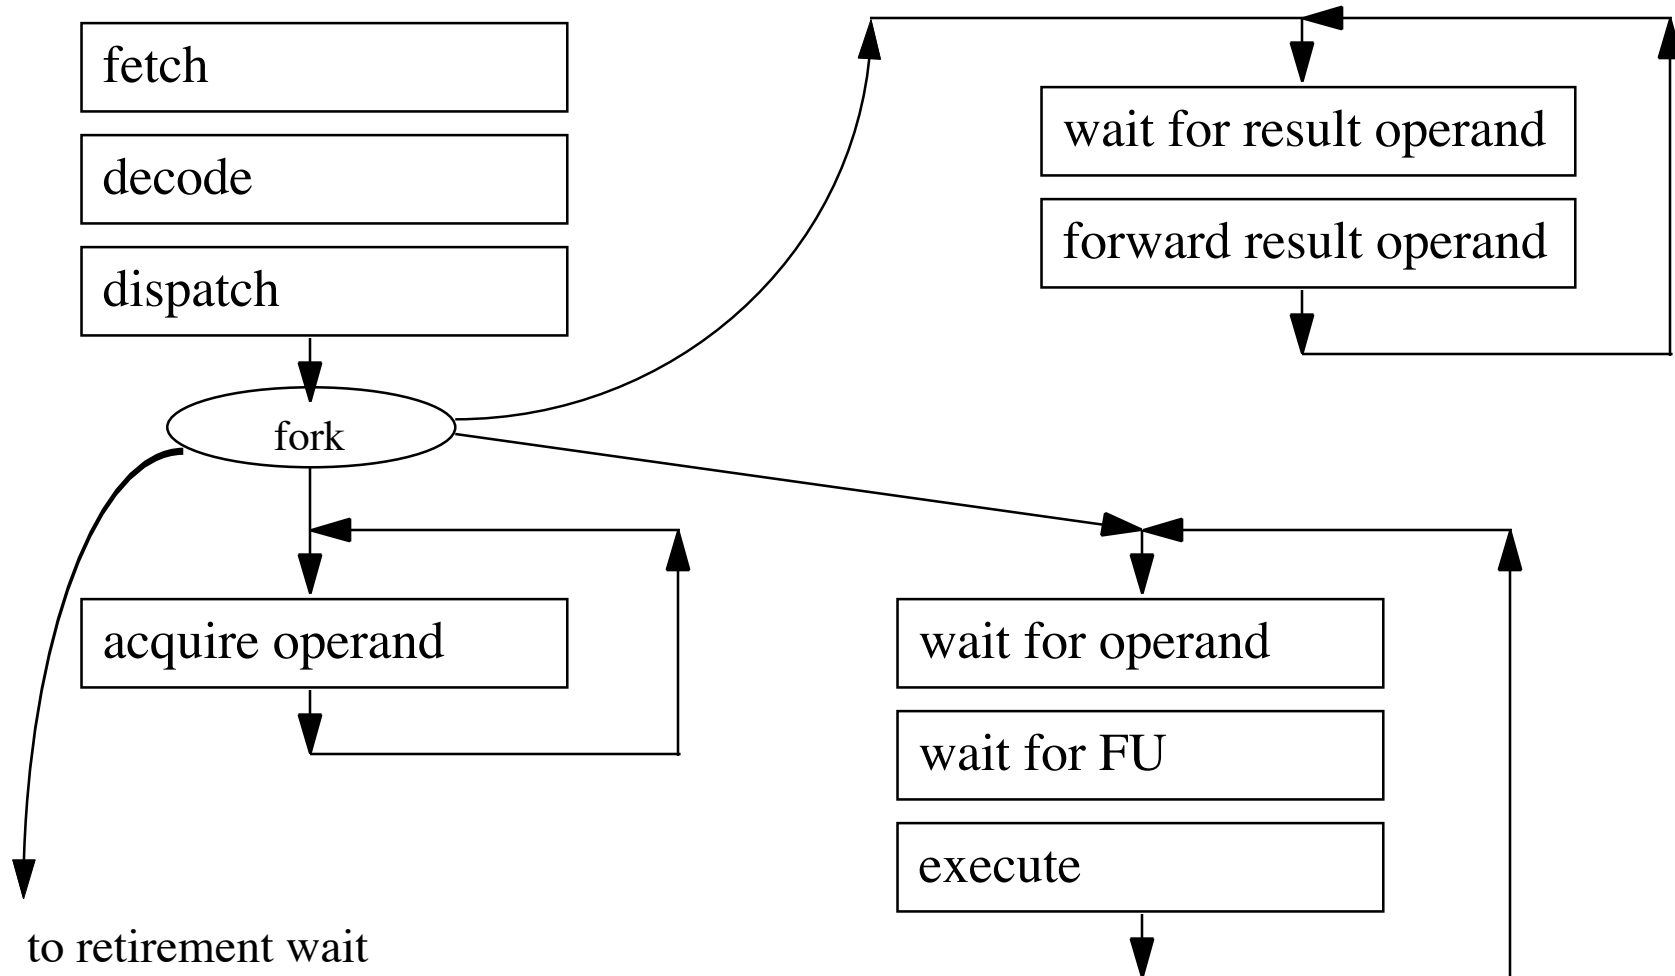 fetch
decode
dispatch
fork
wait for result operand
forward result operand
acquire operand
wait for operand
wait for FU
execute
to retirement wait